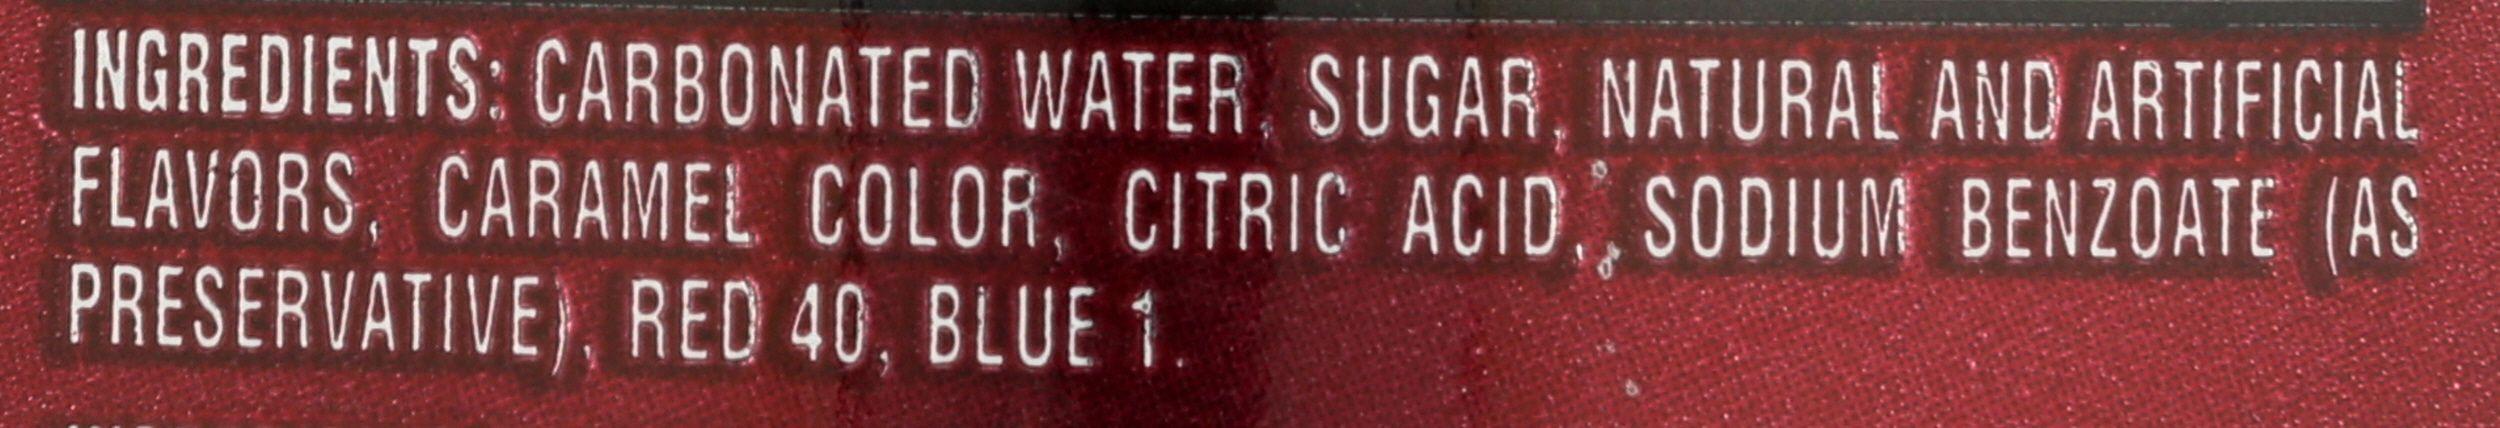 INGREDIENTS: CARBONATED WATER, SUGAR, NATURAL AND ARTIFICIAL
FLAVORS, CARAMEL COLOR, CITRIC ACID, SODIUM BENZOATE (AS
PRESERVATIVE), RED 40, BLUE 1.